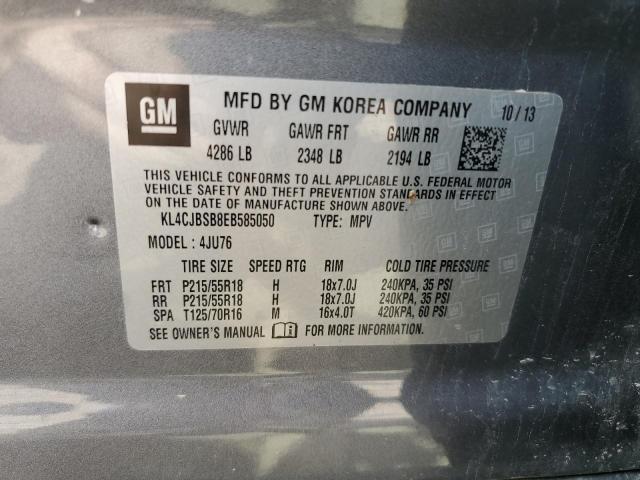 GM MFD BY GM KOREA COMPANY 10 / 13
GVWR GAWR FRT GAWR RR
4286 LB 2348 LB 2194 LB
THIS VEHICLE CONFORMS TO ALL APPLICABLE U.S. FEDERAL MOTOR
VEHICLE SAFETY AND THEFT PREVENTION STANDARDS IN EFFECT
ON THE DATE OF MANUFACTURE SHOWN ABOVE.
KL4CJBSB8EB585050 TYPE: MPV
MODEL : 4JU76
TIRE SIZE SPEED RTG RIM COLD TIRE PRESSURE
FRT P215/55R18 H 18x7.0J 240KPA, 35 PSI
RR P215/55R18 H 18x7.0J 240KPA, 35 PSI
SPA T125/70R16 M 16x4.0T 420KPA, 60 PSI
SEE OWNER'S MANUAL FOR MORE INFORMATION.